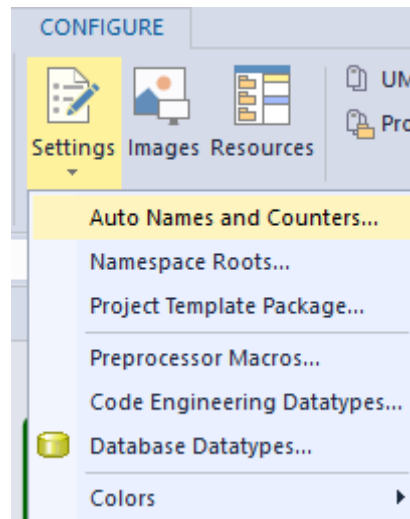 CONFIGURE
Settings Images Resources
Auto Names and Counters...
Namespace Roots...
Project Template Package...
Preprocessor Macros...
Code Engineering Datatypes...
Database Datatypes...
Colors